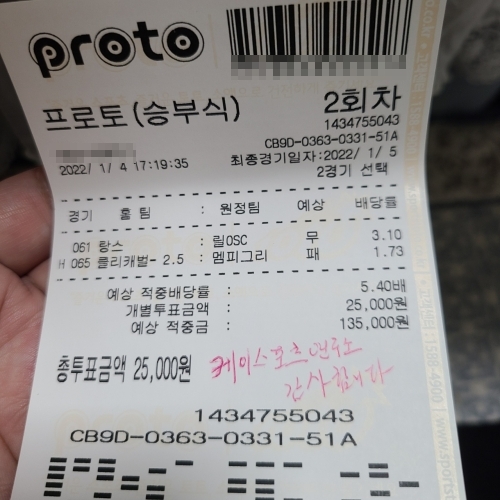 proto
프로토(승부식) 2회차
1434755043
CB9D-0363-0331-51A
2022/ 1/ 4 17:19:35 최종경기일자:2022/ 1/ 5
2경기 선택
경기 홈 팀 : 원정팀 예상 배당률
061 랑스 : 릴OSC 무 3.10
H 065 클리캐벌- 2.5 : 멤피그리 패 1.73
예상 적중배당률 : 5.40배
개별투표금액 : 25,000원
예상 적중금 : 135,000원
총투표금액 25,000원
케이스포츠
감사합니다
1434755043
CB9D-0363-0331-51A